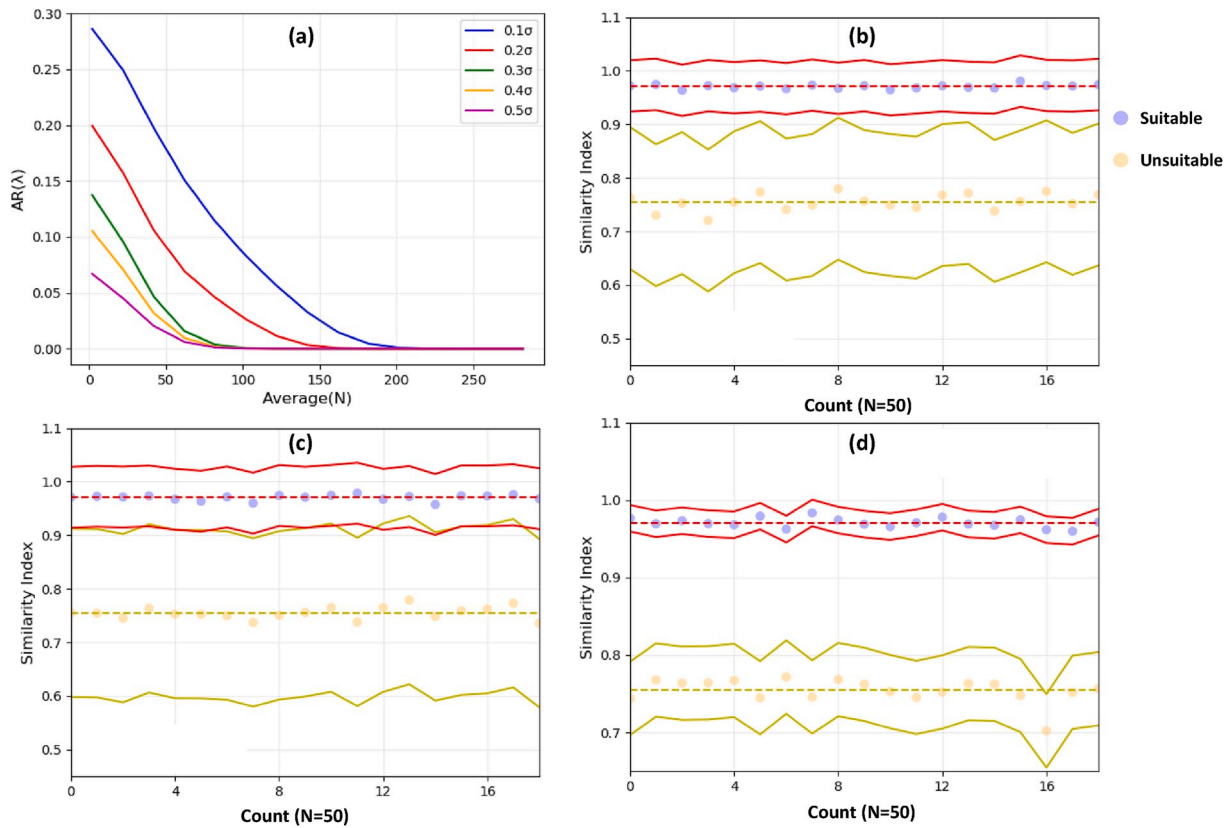 (a)
0.30
0.25
0.20
0.15
0.10
0.05
0.00
AR(λ)
0.1σ
0.2σ
0.3σ
0.4σ
0.5σ
0
50
100
150
200
250
Average(N)
(b)
1.1
1.0
0.9
0.8
0.7
0.6
0.5
Similarity Index
0
4
8
12
16
Count (N=50)
Suitable
Unsuitable
(c)
1.1
1.0
0.9
0.8
0.7
0.6
0.5
Similarity Index
0
4
8
12
16
Count (N=50)
(d)
1.1
1.0
0.9
0.8
0.7
Similarity Index
0
4
8
12
16
Count (N=50)